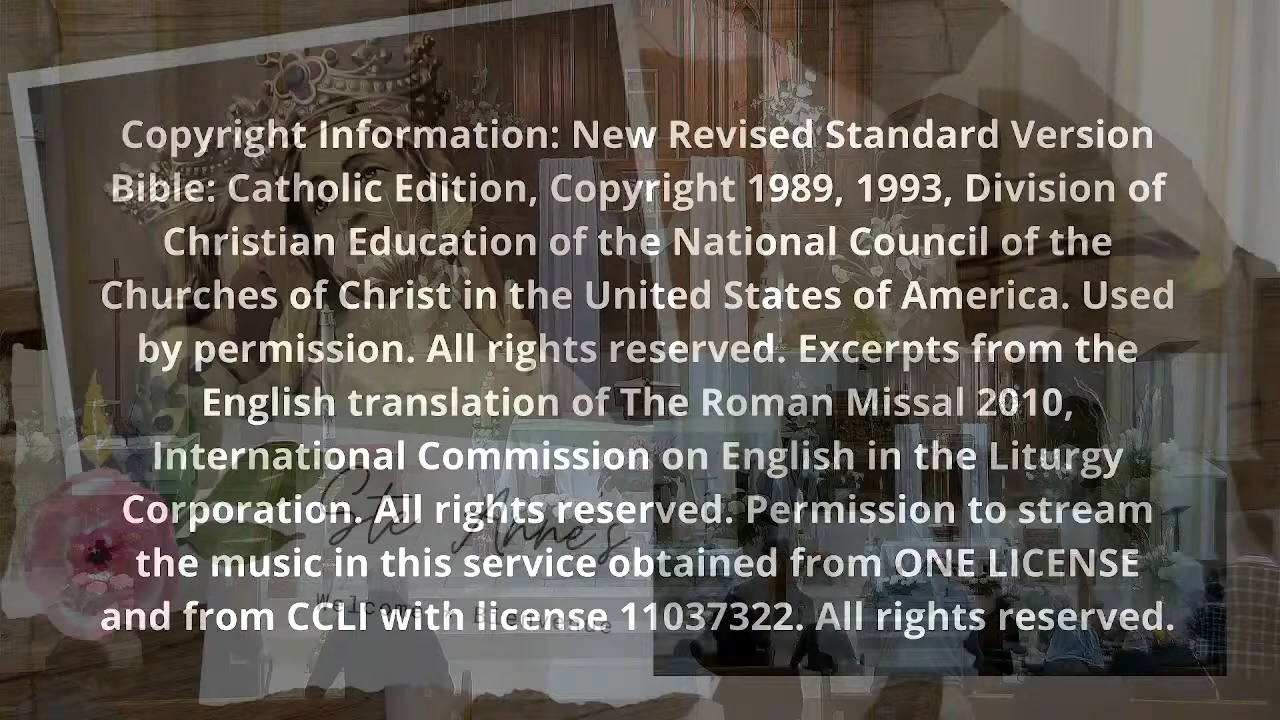 Copyright Information: New Revised Standard Version
Bible: Catholic Edition, Copyright 1989, 1993, Division of
Christian Education of the National Council of the
Churches of Christ in the United States of America. Used
by permission. All rights reserved. Excerpts from the
English translation of The Roman Missal 2010,
International Commission on English in the Liturgy
Corporation. All rights reserved. Permission to stream
the music in this service obtained from ONE LICENSE
and from CCLI with license 11037322. All rights reserved.
Ste Anne's
Welcome Bienvenue